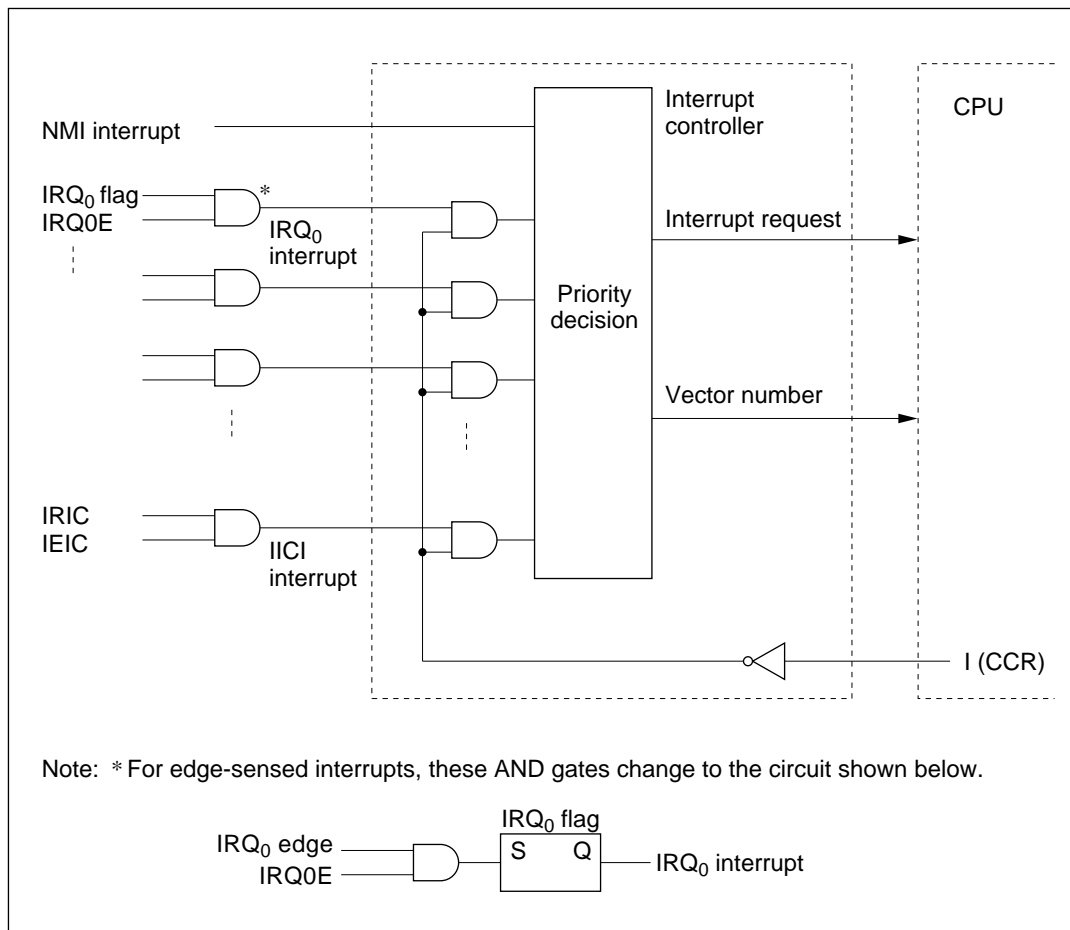 NMI interrupt
Interrupt
controller
CPU
IRQ0 flag
IRQ0E
*
IRQ0
interrupt
Interrupt request
Priority
decision
Vector number
IRIC
IEIC
IICI
interrupt
I (CCR)
Note: * For edge-sensed interrupts, these AND gates change to the circuit shown below.
IRQ0 flag
IRQ0 edge
IRQ0E
S Q
IRQ0 interrupt